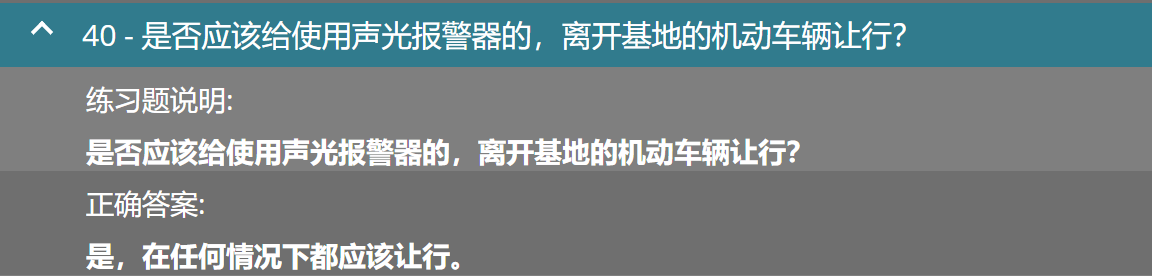 40 - 是否应该给使用声光报警器的，离开基地的机动车辆让行？
练习题说明:
是否应该给使用声光报警器的，离开基地的机动车辆让行？
正确答案:
是，在任何情况下都应该让行。